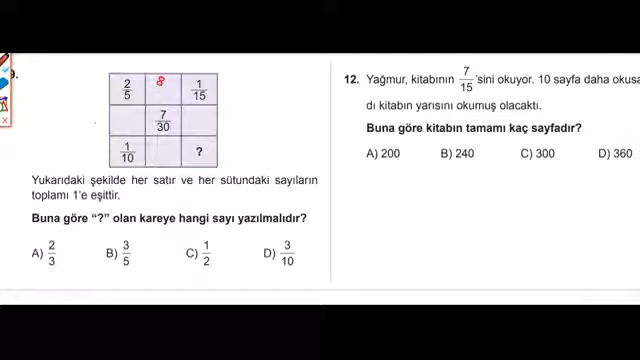 9.
2/5 8 1/15
7/30
1/10 ?
Yukarıdaki şekilde her satır ve her sütundaki sayıların
toplamı 1'e eşittir.
Buna göre “?” olan kareye hangi sayı yazılmalıdır?
A) 2/3 B) 3/5 C) 1/2 D) 3/10
12. Yağmur, kitabının 7/15 'sini okuyor. 10 sayfa daha okusa
dı kitabın yarısını okumuş olacaktı.
Buna göre kitabın tamamı kaç sayfadır?
A) 200 B) 240 C) 300 D) 360